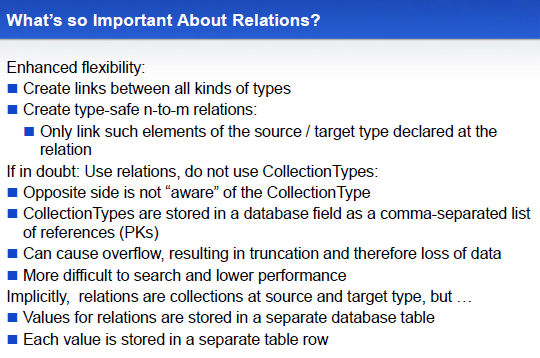 What's so Important About Relations?
Enhanced flexibility:
Create links between all kinds of types
Create type-safe n-to-m relations:
Only link such elements of the source / target type declared at the
relation
If in doubt: Use relations, do not use CollectionTypes:
Opposite side is not “aware” of the CollectionType
CollectionTypes are stored in a database field as a comma-separated list
of references (PKs)
Can cause overflow, resulting in truncation and therefore loss of data
More difficult to search and lower performance
Implicitly, relations are collections at source and target type, but …
Values for relations are stored in a separate database table
Each value is stored in a separate table row